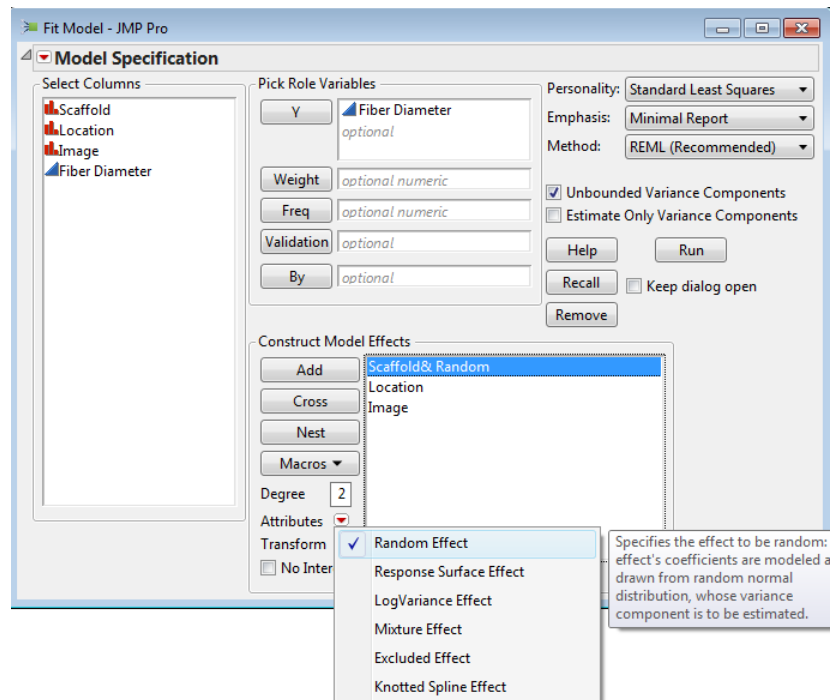 Fit Model - JMP Pro
Model Specification
Select Columns
Scaffold
Location
Image
Fiber Diameter
Pick Role Variables
Y
Fiber Diameter
optional
Weight
optional numeric
Freq
optional numeric
Validation
optional
By
optional
Personality:
Standard Least Squares
Emphasis:
Minimal Report
Method:
REML (Recommended)
Unbounded Variance Components
Estimate Only Variance Components
Help
Run
Recall
Keep dialog open
Remove
Construct Model Effects
Add
Scaffold& Random
Location
Image
Cross
Nest
Macros
Degree
2
Attributes
Transform
No Inter
Random Effect
Response Surface Effect
LogVariance Effect
Mixture Effect
Excluded Effect
Knotted Spline Effect
Specifies the effect to be random:
effect's coefficients are modeled a
drawn from random normal
distribution, whose variance
component is to be estimated.